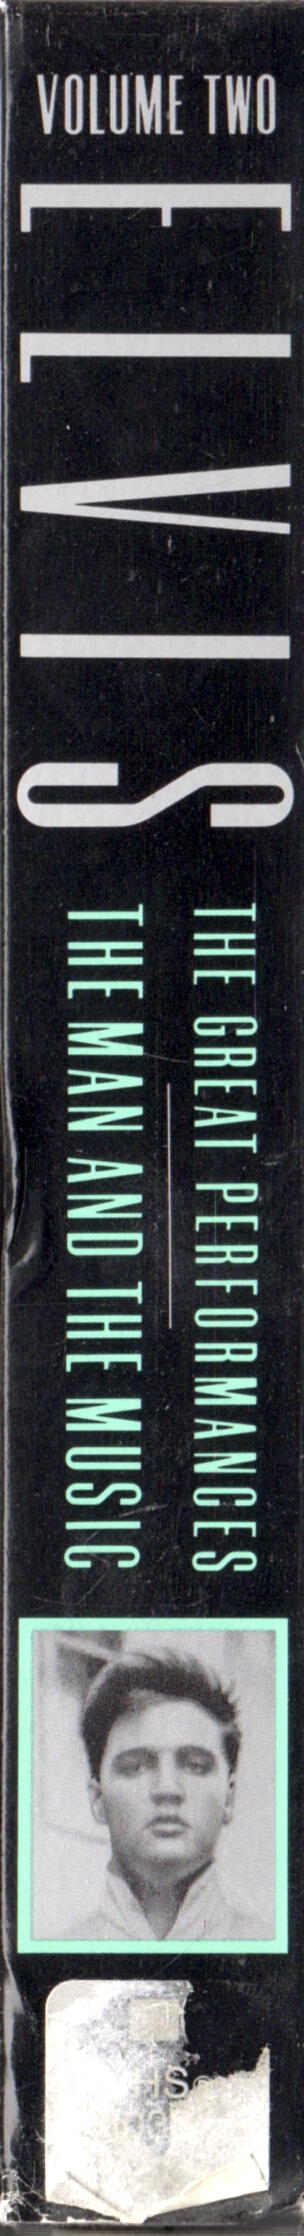 VOLUME TWO
ELVIS
THE GREAT PERFORMANCES
THE MAN AND THE MUSIC